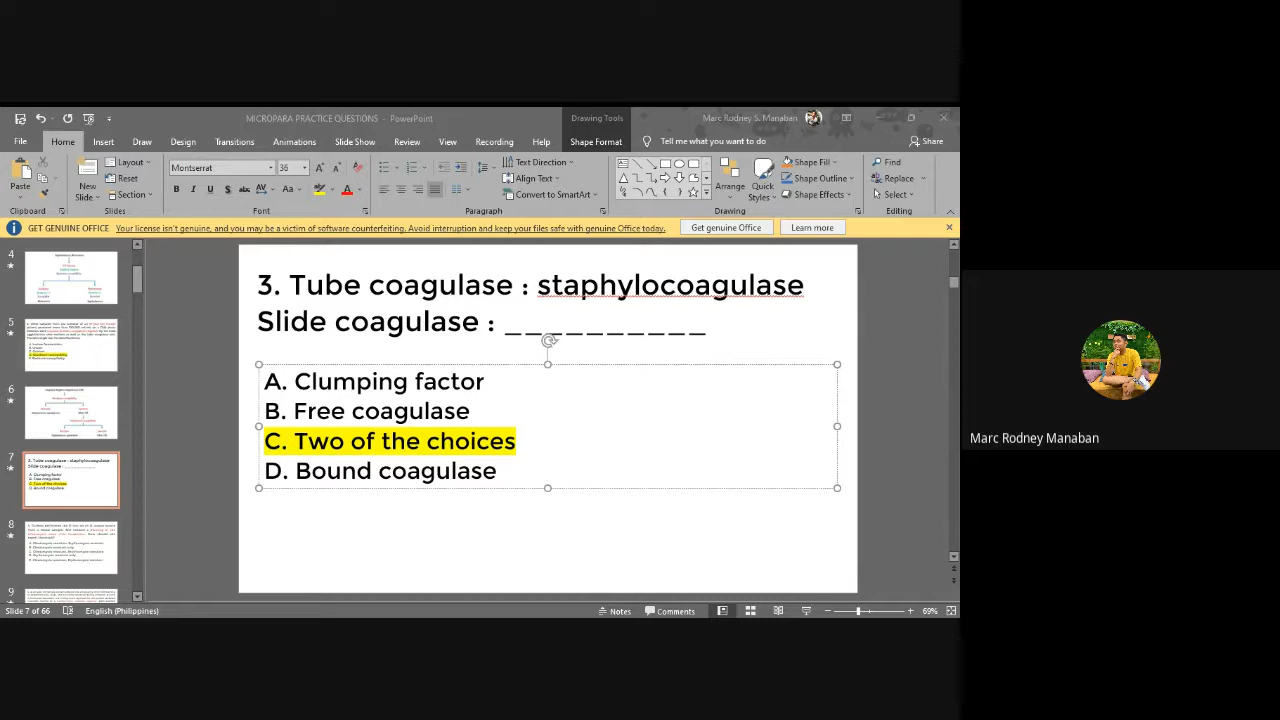 MICROPARA PRACTICE QUESTIONS - PowerPoint
Drawing Tools
Marc Rodney S. Manaban
File Home Insert Draw Design Transitions Animations Slide Show Review View Recording Help Shape Format Tell me what you want to do Share
Paste
Clipboard
New Slide
Layout
Reset
Section
Slides
Montserrat 36
Font
Text Direction
Align Text
Convert to SmartArt
Paragraph
Arrange
Quick Styles
Shape Fill
Shape Outline
Shape Effects
Drawing
Find
Replace
Select
Editing
GET GENUINE OFFICE Your license isn't genuine, and you may be a victim of software counterfeiting. Avoid interruption and keep your files safe with genuine Office today. Get genuine Office Learn more
4
5
6
7
8
9
3. Tube coagulase : staphylocoagulase
Slide coagulase : _ _ _ _ _ _ _ _ _ _
A. Clumping factor
B. Free coagulase
C. Two of the choices
D. Bound coagulase
Marc Rodney Manaban
Slide 7 of 66 English (Philippines) Notes Comments 69%